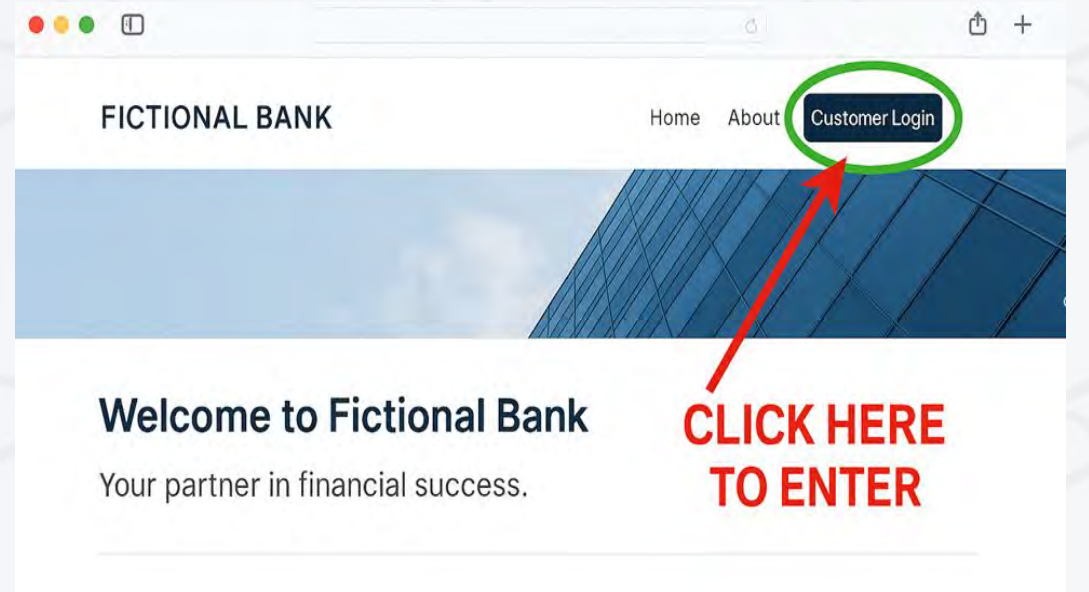 FICTIONAL BANK
Home About Customer Login
Welcome to Fictional Bank
Your partner in financial success.
CLICK HERE
TO ENTER